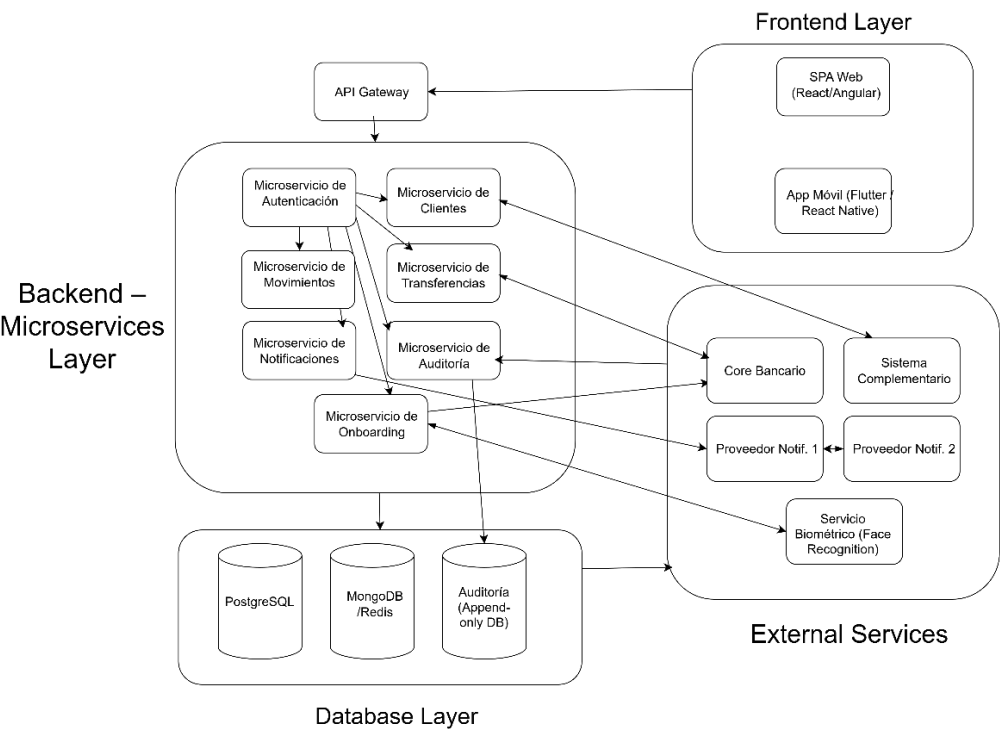 Frontend Layer
SPA Web
(React/Angular)
App Móvil (Flutter /
React Native)
API Gateway
Backend –
Microservices
Layer
Microservicio de
Autenticación
Microservicio de
Clientes
Microservicio de
Movimientos
Microservicio de
Transferencias
Microservicio de
Notificaciones
Microservicio de
Auditoría
Microservicio de
Onboarding
Core Bancario
Sistema
Complementario
Proveedor Notif. 1
Proveedor Notif. 2
Servicio
Biométrico (Face
Recognition)
External Services
PostgreSQL
MongoDB
/Redis
Auditoría
(Append-
only DB)
Database Layer